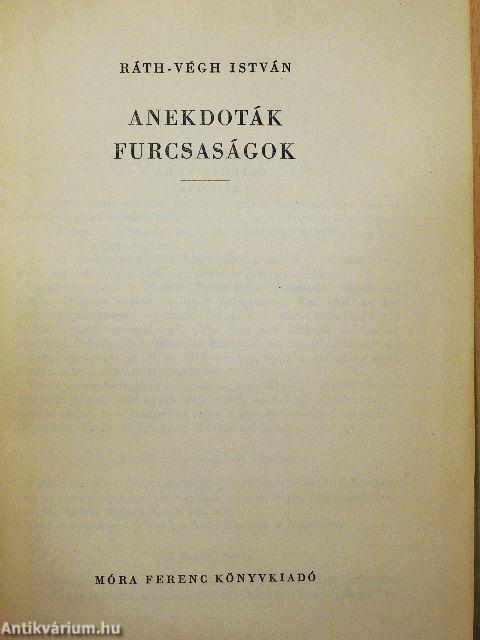 RÁTH-VÉGH ISTVÁN
ANEKDOTÁK
FURCSASÁGOK
MÓRA FERENC KÖNYVKIADÓ
Antikvárium.hu